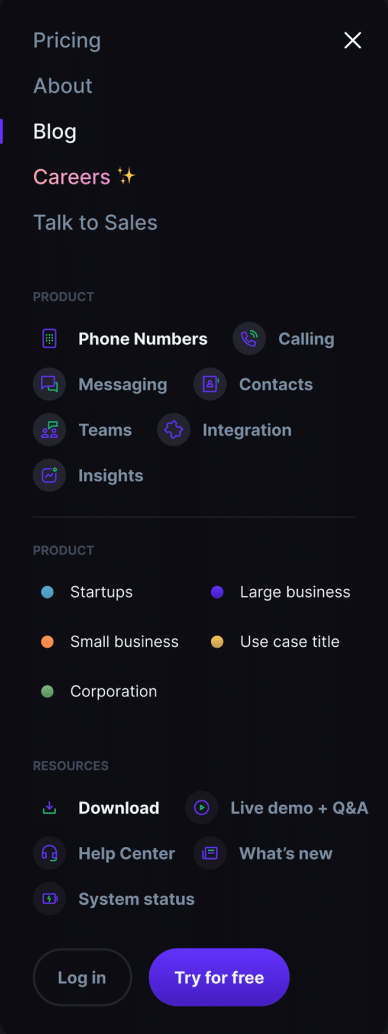 Pricing
About
Blog
Careers ✨
Talk to Sales
PRODUCT
Phone Numbers Calling
Messaging Contacts
Teams Integration
Insights
PRODUCT
Startups Large business
Small business Use case title
Corporation
RESOURCES
Download Live demo + Q&A
Help Center What’s new
System status
Log in Try for free